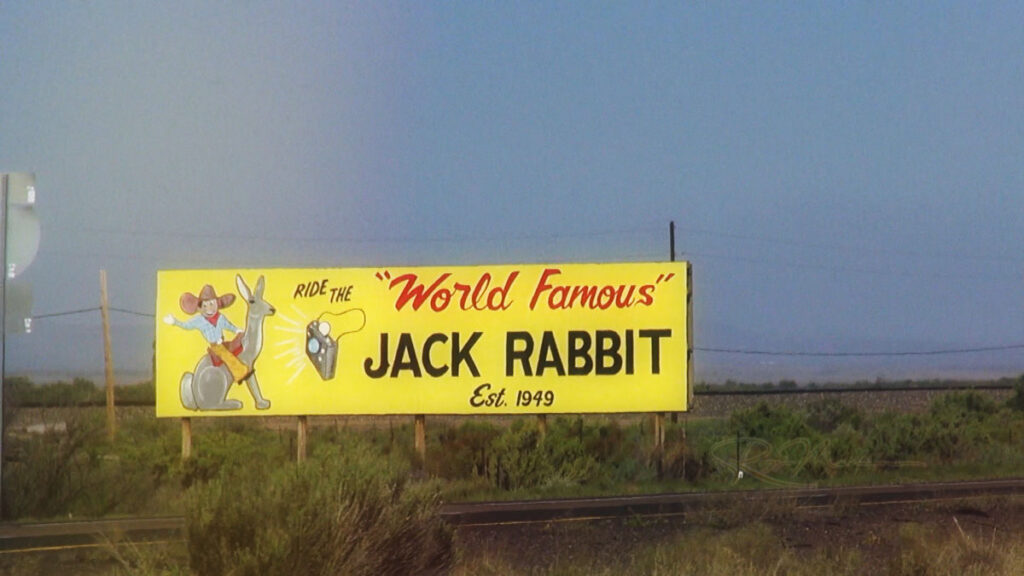 RIDE THE
"World Famous"
JACK RABBIT
Est. 1949